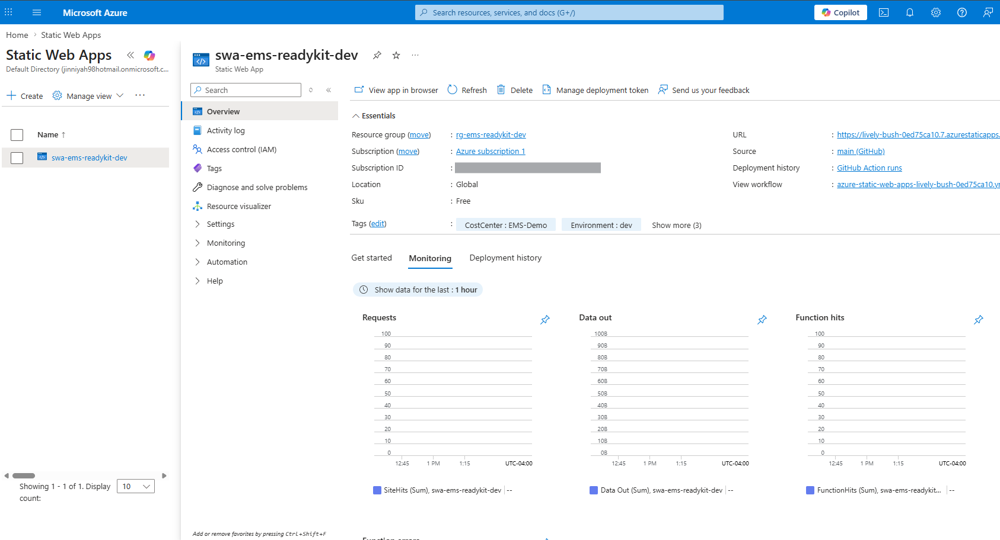 Microsoft Azure
Search resources, services, and docs (G+/)
Copilot
Home > Static Web Apps
Static Web Apps
Default Directory (jinniyah98hotmail.onmicrosoft.c...
Create
Manage view
Name ↑
swa-ems-readykit-dev
Showing 1 - 1 of 1. Display count:
10
swa-ems-readykit-dev
Static Web App
Search
Overview
Activity log
Access control (IAM)
Tags
Diagnose and solve problems
Resource visualizer
Settings
Monitoring
Automation
Help
Add or remove favorites by pressing Ctrl+Shift+F
View app in browser
Refresh
Delete
Manage deployment token
Send us your feedback
Essentials
Resource group (move) : rg-ems-readykit-dev
Subscription (move) : Azure subscription 1
Subscription ID :
Location : Global
Sku : Free
URL : https://lively-bush-0ed75ca10.7.azurestaticapps.
Source : main (GitHub)
Deployment history : GitHub Action runs
View workflow : azure-static-web-apps-lively-bush-0ed75ca10.yr
Tags (edit) : CostCenter : EMS-Demo Environment : dev Show more (3)
Get started
Monitoring
Deployment history
Show data for the last : 1 hour
Requests
100
90
80
70
60
50
40
30
20
10
0
12:45 1 PM 1:15 UTC-04:00
SiteHits (Sum), swa-ems-readykit-dev --
Data out
100B
90B
80B
70B
60B
50B
40B
30B
20B
10B
0B
12:45 1 PM 1:15 UTC-04:00
Data Out (Sum), swa-ems-readykit-dev --
Function hits
100
90
80
70
60
50
40
30
20
10
0
12:45 1 PM 1:15 UTC-04:00
FunctionHits (Sum), swa-ems-readykit... --
Function errors